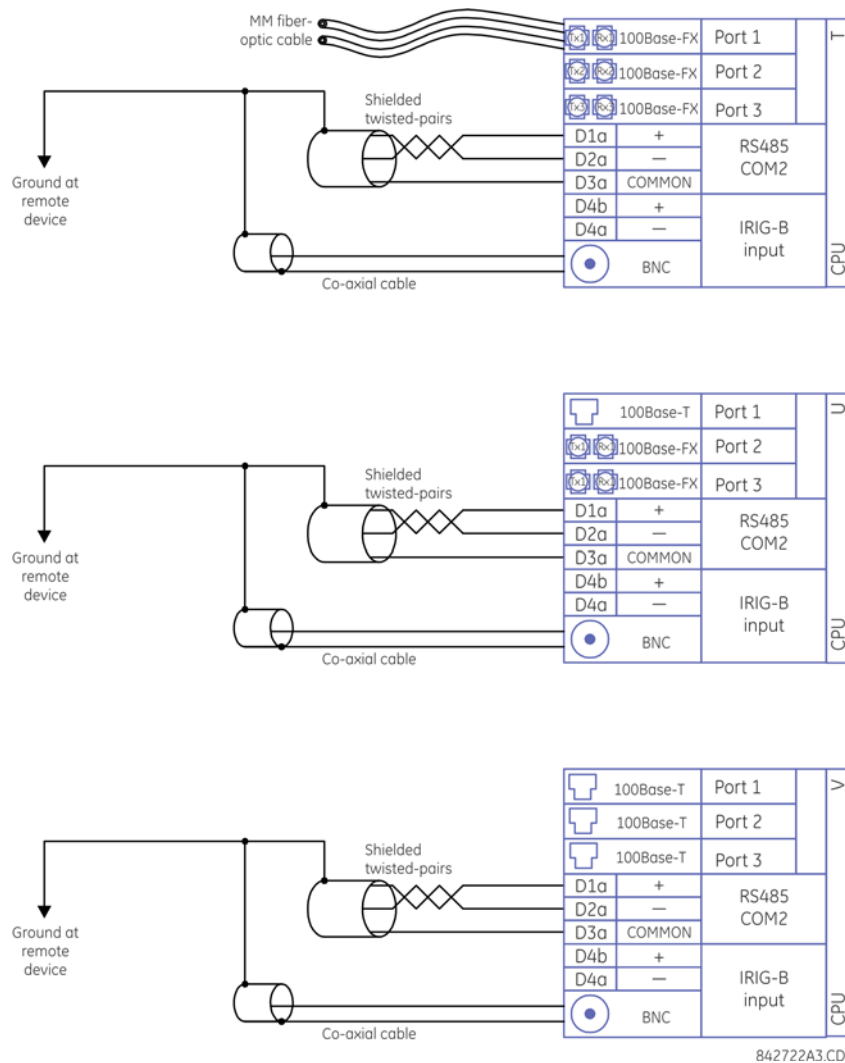 MM fiber-
optic cable
Tx1 Rx1 100Base-FX Port 1
Tx2 Rx2 100Base-FX Port 2
Tx3 Rx3 100Base-FX Port 3
T
Shielded
twisted-pairs
D1a +
D2a —
D3a COMMON
RS485
COM2
D4b +
D4a —
BNC
IRIG-B
input
CPU
Ground at
remote
device
Co-axial cable
100Base-T Port 1
Tx1 Rx1 100Base-FX Port 2
Tx1 Rx1 100Base-FX Port 3
U
Shielded
twisted-pairs
D1a +
D2a —
D3a COMMON
RS485
COM2
D4b +
D4a —
BNC
IRIG-B
input
CPU
Ground at
remote
device
Co-axial cable
100Base-T Port 1
100Base-T Port 2
100Base-T Port 3
V
Shielded
twisted-pairs
D1a +
D2a —
D3a COMMON
RS485
COM2
D4b +
D4a —
BNC
IRIG-B
input
CPU
Ground at
remote
device
Co-axial cable
842722A3.CD